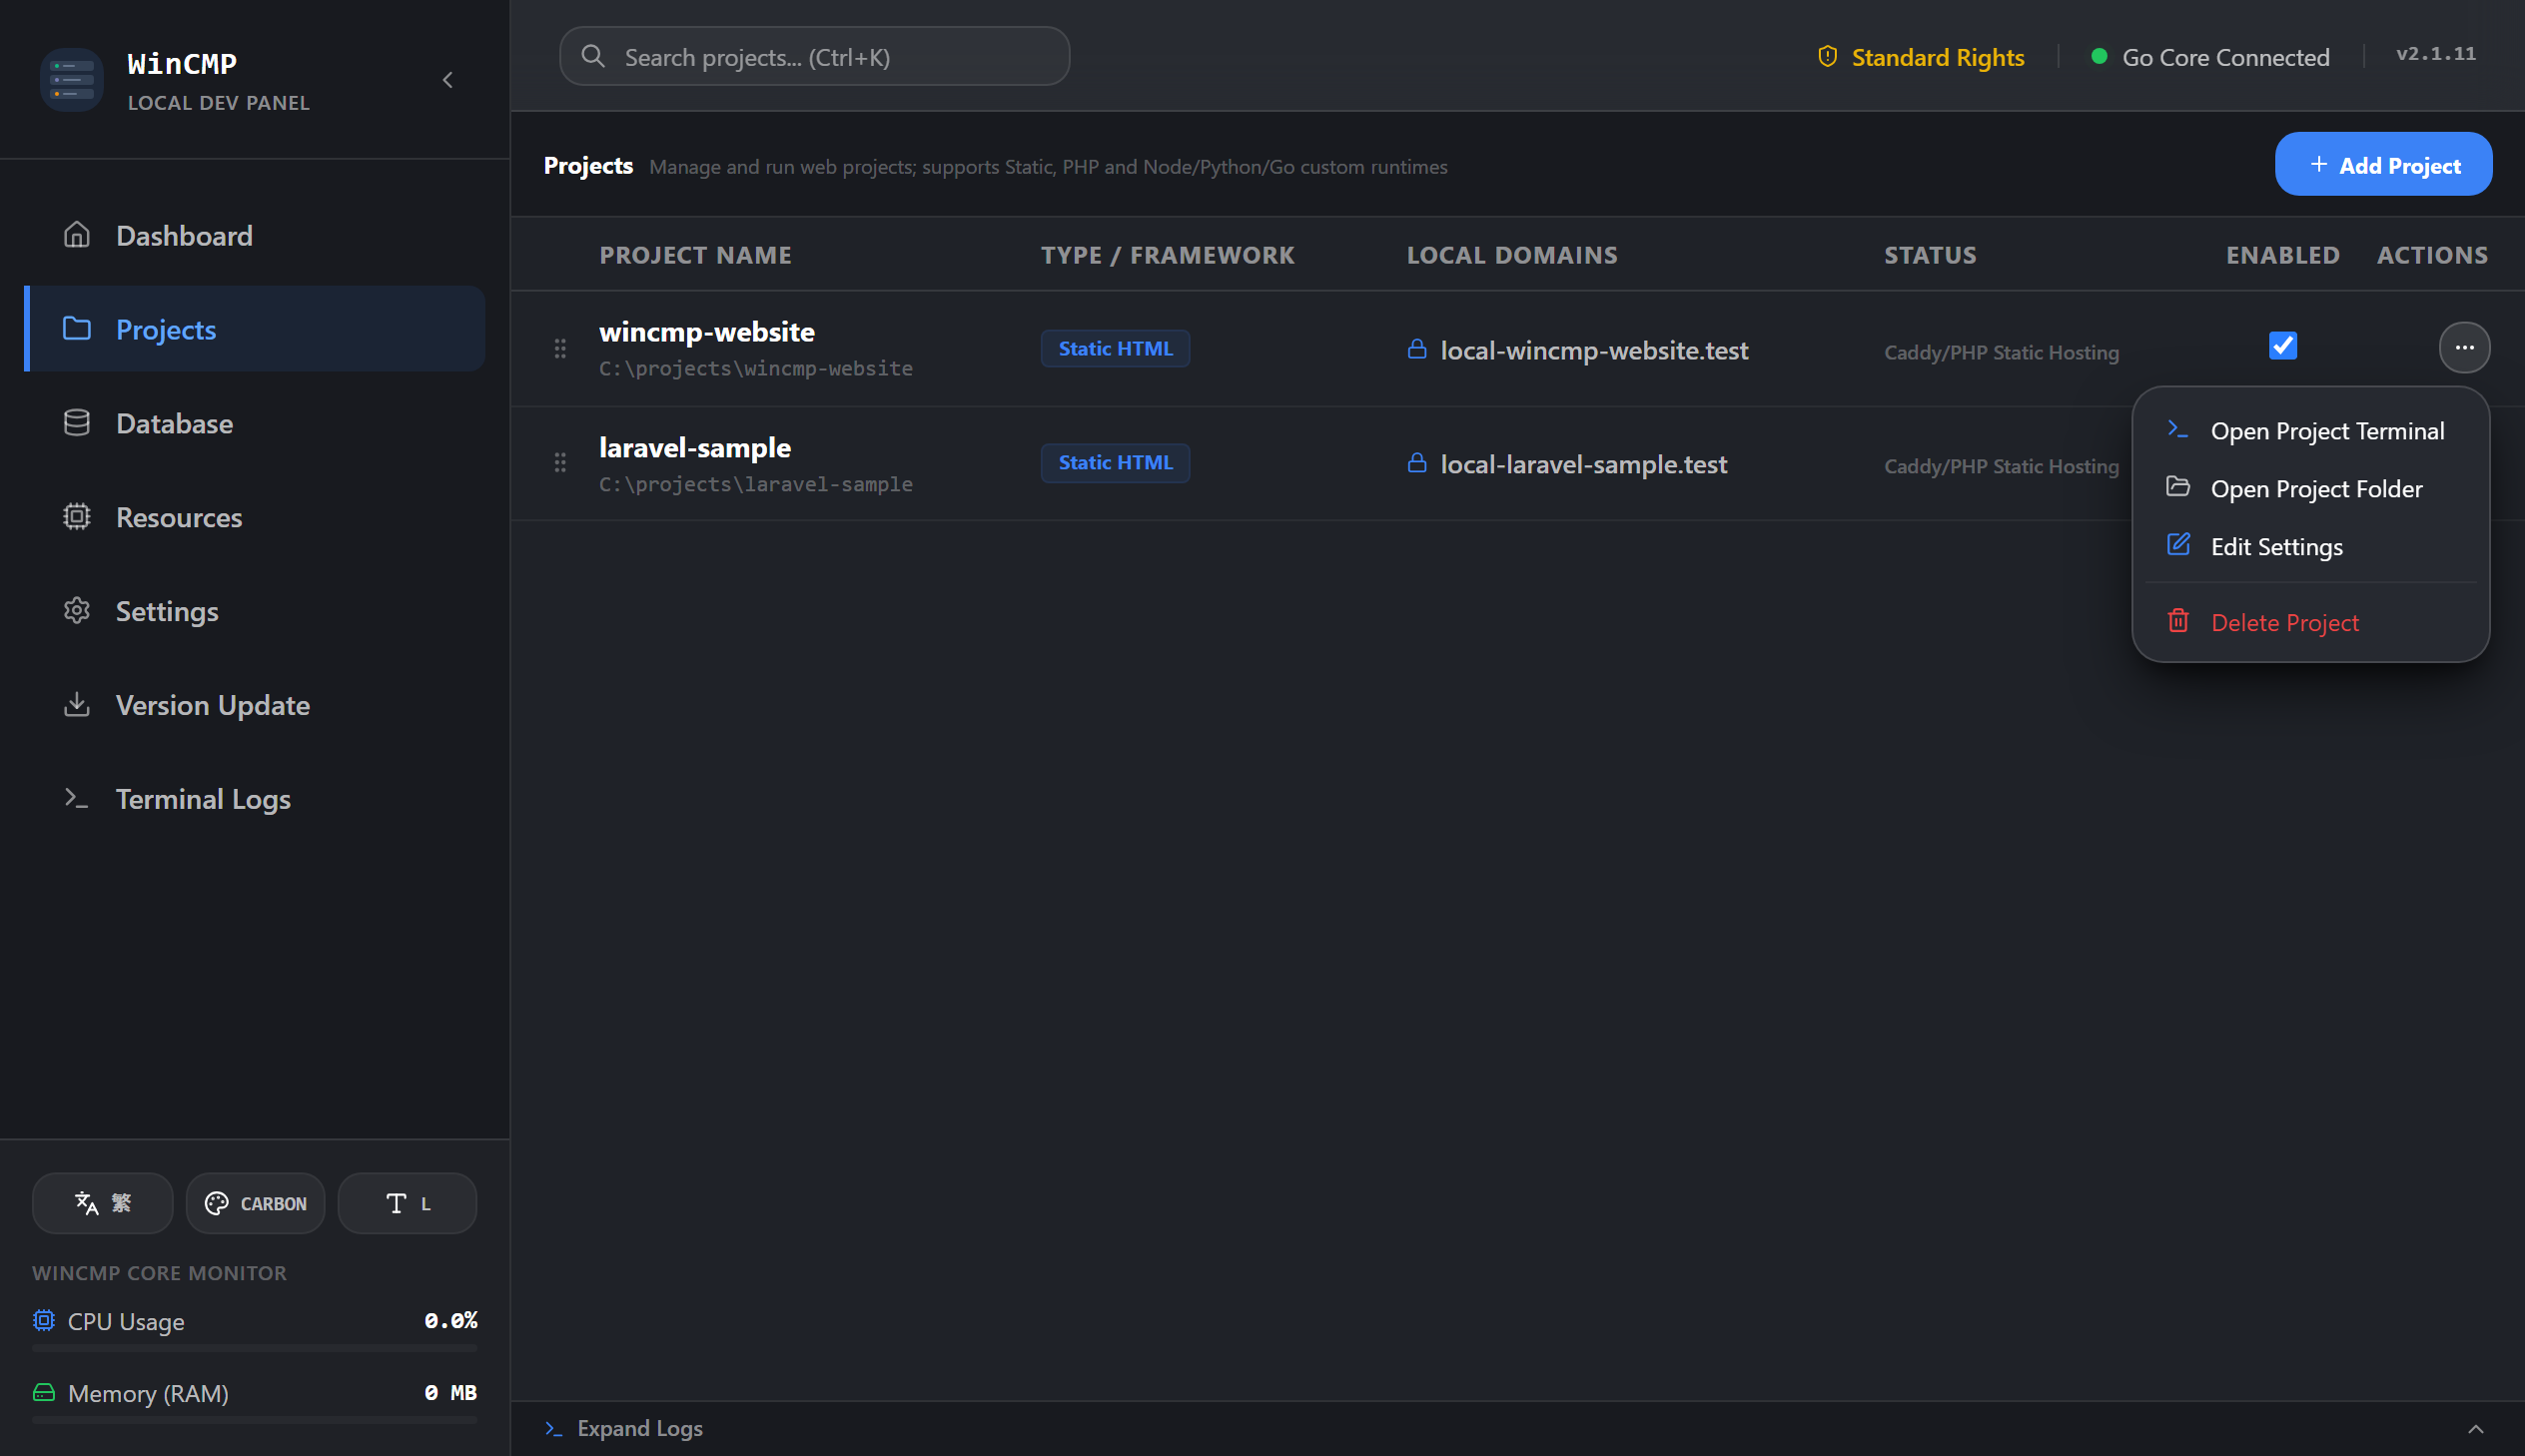 WinCMP
LOCAL DEV PANEL
Search projects... (Ctrl+K)
Standard Rights
Go Core Connected
v2.1.11
Dashboard
Projects
Database
Resources
Settings
Version Update
Terminal Logs
繁
CARBON
L
WINCMP CORE MONITOR
CPU Usage
0.0%
Memory (RAM)
0 MB
Projects
Manage and run web projects; supports Static, PHP and Node/Python/Go custom runtimes
Add Project
PROJECT NAME
TYPE / FRAMEWORK
LOCAL DOMAINS
STATUS
ENABLED
ACTIONS
wincmp-website
C:\projects\wincmp-website
Static HTML
local-wincmp-website.test
Caddy/PHP Static Hosting
laravel-sample
C:\projects\laravel-sample
Static HTML
local-laravel-sample.test
Caddy/PHP Static Hosting
Open Project Terminal
Open Project Folder
Edit Settings
Delete Project
Expand Logs